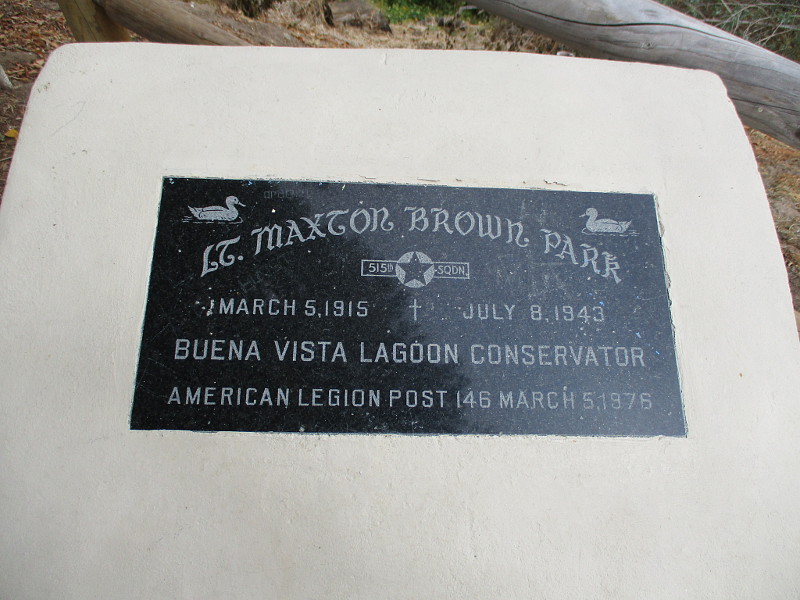 LT. MAXTON BROWN PARK
515th SQDN.
MARCH 5, 1915 † JULY 8, 1943
BUENA VISTA LAGOON CONSERVATOR
AMERICAN LEGION POST 146 MARCH 5, 1976